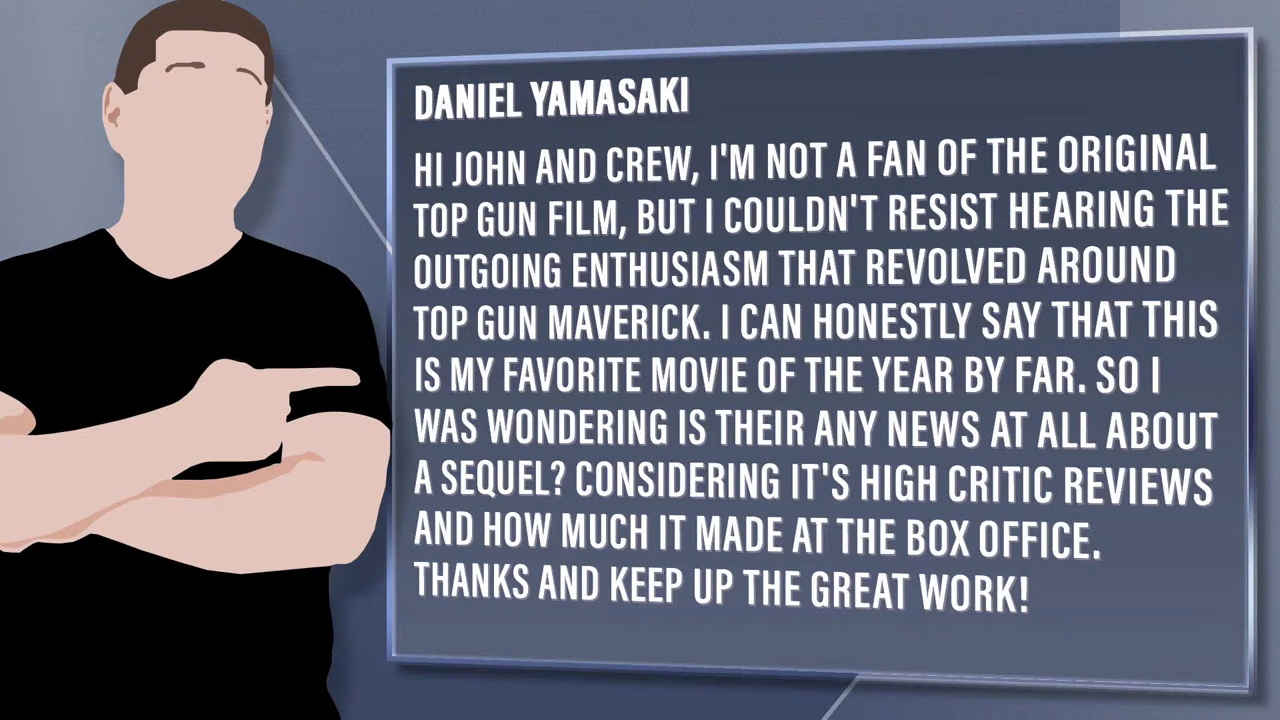 DANIEL YAMASAKI
HI JOHN AND CREW, I'M NOT A FAN OF THE ORIGINAL
TOP GUN FILM, BUT I COULDN'T RESIST HEARING THE
OUTGOING ENTHUSIASM THAT REVOLVED AROUND
TOP GUN MAVERICK. I CAN HONESTLY SAY THAT THIS
IS MY FAVORITE MOVIE OF THE YEAR BY FAR. SO I
WAS WONDERING IS THEIR ANY NEWS AT ALL ABOUT
A SEQUEL? CONSIDERING IT'S HIGH CRITIC REVIEWS
AND HOW MUCH IT MADE AT THE BOX OFFICE.
THANKS AND KEEP UP THE GREAT WORK!